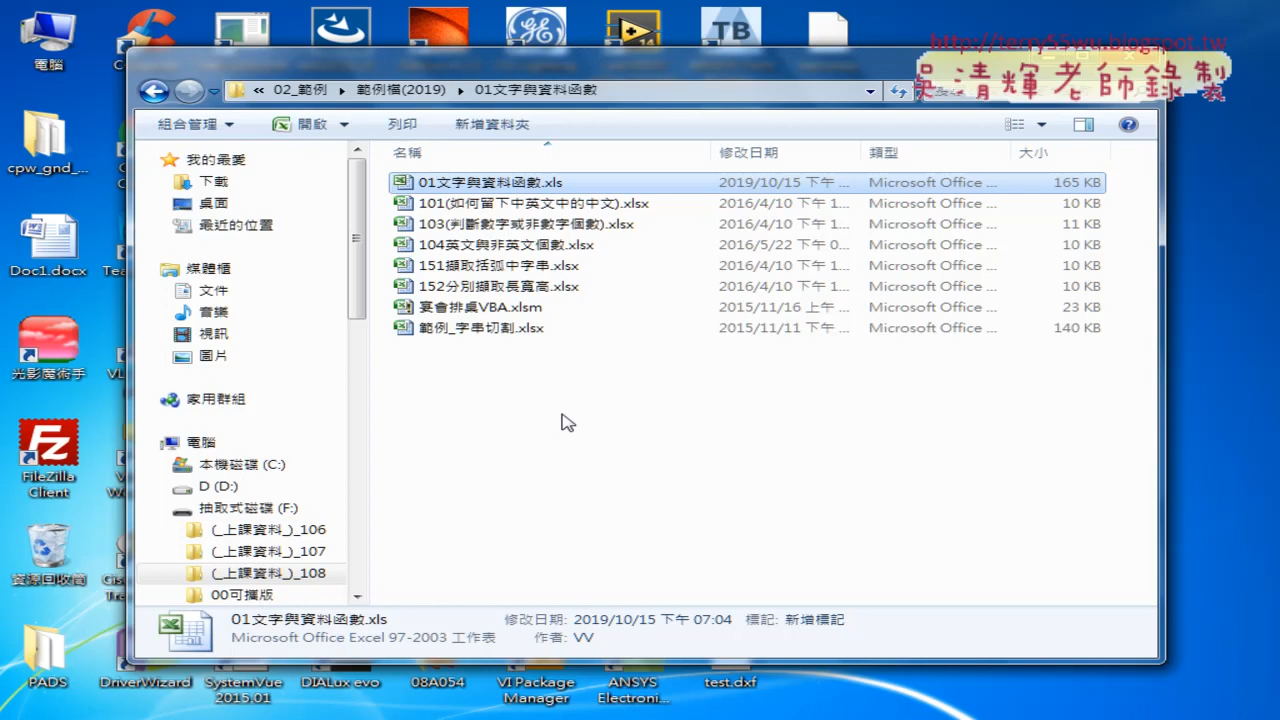 http://terry55wu.blogspot.tw
吳清輝老師錄製
電腦
cpw_gnd_...
Doc1.docx
光影魔術手
FileZilla
Client
資源回收筒
PADS
DriverWizard
SystemVue
2015.01
DIALux evo
08A054
VI Package
Manager
ANSYS
Electroni...
test.dxf
TB
« 02_範例 ▸ 範例檔(2019) ▸ 01文字與資料函數
組合管理 開啟 列印 新增資料夾
我的最愛
下載
桌面
最近的位置
媒體櫃
文件
音樂
視訊
圖片
家用群組
電腦
本機磁碟 (C:)
D (D:)
抽取式磁碟 (F:)
(_上課資料_)_106
(_上課資料_)_107
(_上課資料_)_108
00可攜版
名稱 修改日期 類型 大小
01文字與資料函數.xls 2019/10/15 下午 ... Microsoft Office ... 165 KB
101(如何留下中英文中的中文).xlsx 2016/4/10 下午 1... Microsoft Office ... 10 KB
103(判斷數字或非數字個數).xlsx 2016/4/10 下午 1... Microsoft Office ... 11 KB
104英文與非英文個數.xlsx 2016/5/22 下午 0... Microsoft Office ... 10 KB
151擷取括弧中字串.xlsx 2016/4/10 下午 1... Microsoft Office ... 10 KB
152分別擷取長寬高.xlsx 2016/4/10 下午 1... Microsoft Office ... 10 KB
宴會排桌VBA.xlsm 2015/11/16 上午 ... Microsoft Office ... 23 KB
範例_字串切割.xlsx 2015/11/11 下午 ... Microsoft Office ... 140 KB
01文字與資料函數.xls 修改日期: 2019/10/15 下午 07:04 標記: 新增標記
Microsoft Office Excel 97-2003 工作表 作者: VV